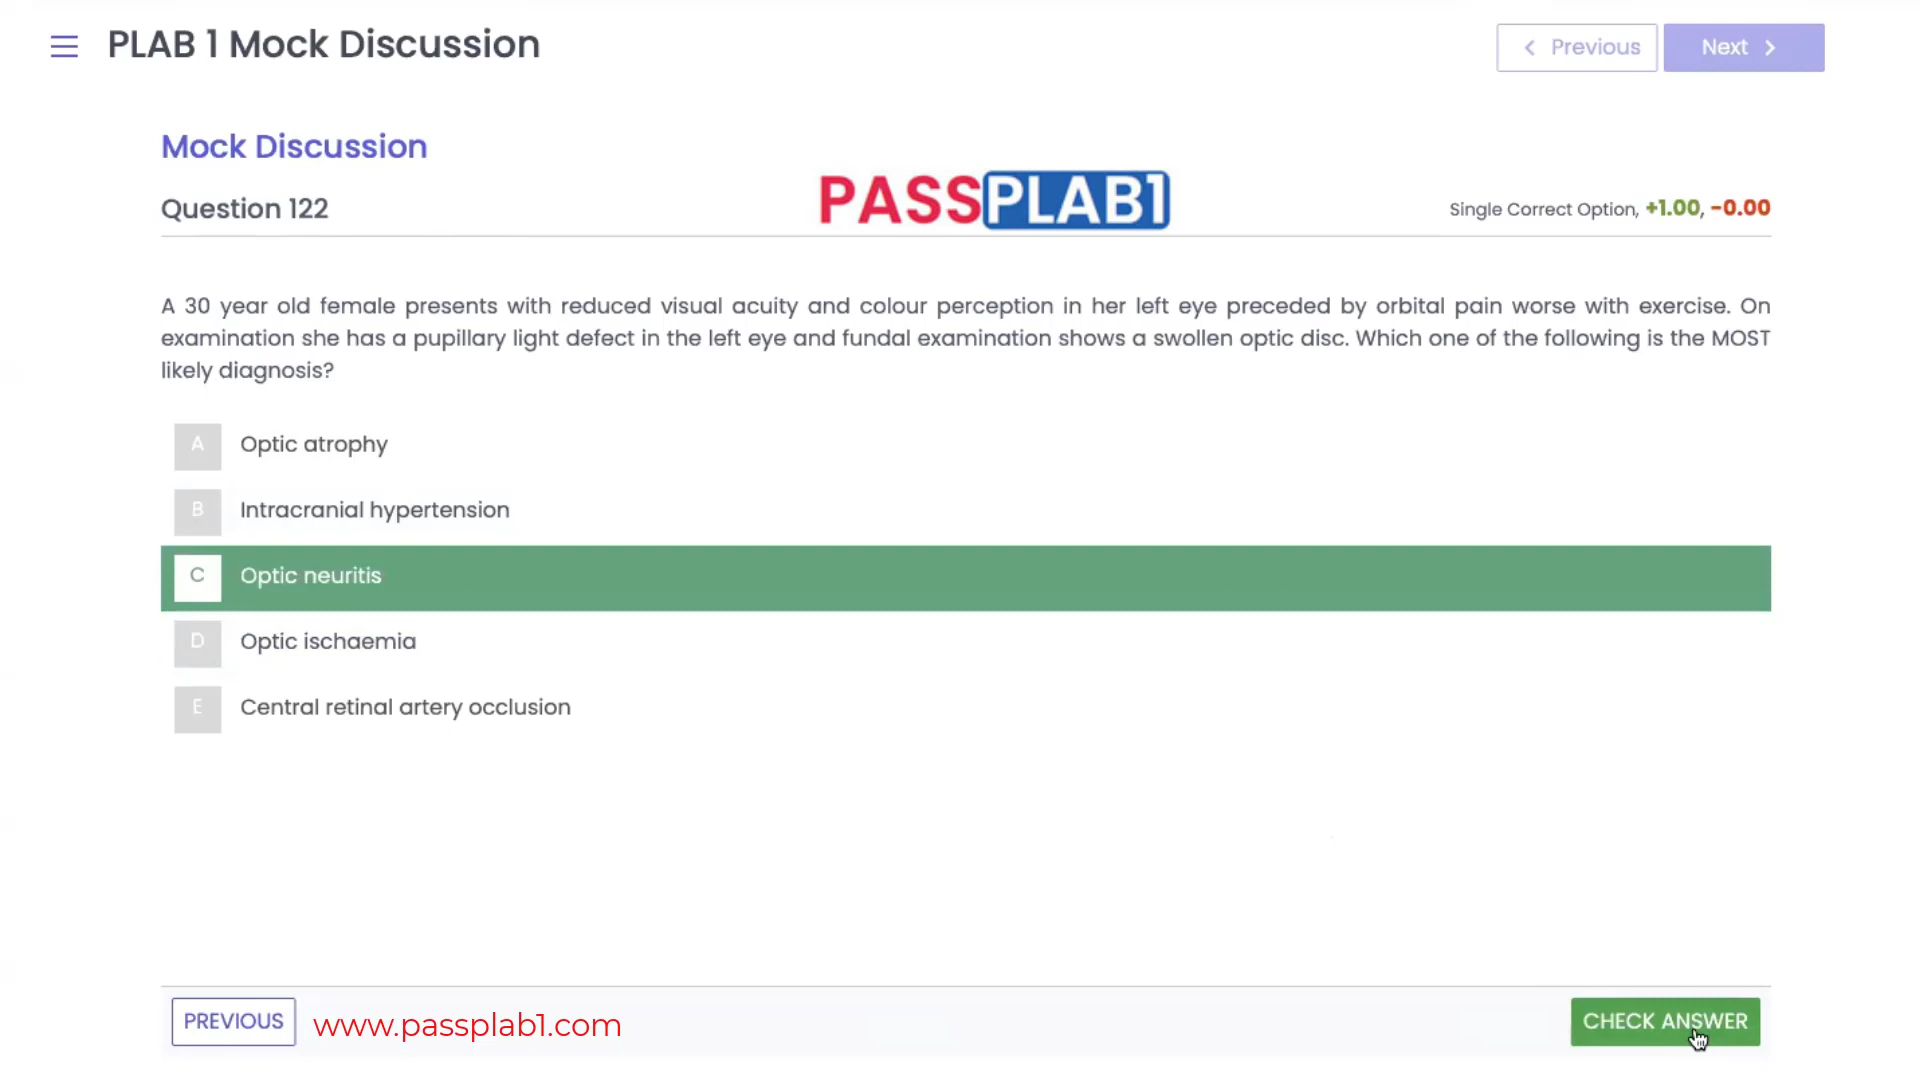 PLAB 1 Mock Discussion
Previous
Next
Mock Discussion
PASSPLAB1
Question 122
Single Correct Option, +1.00, -0.00
A 30 year old female presents with reduced visual acuity and colour perception in her left eye preceded by orbital pain worse with exercise. On
examination she has a pupillary light defect in the left eye and fundal examination shows a swollen optic disc. Which one of the following is the MOST
likely diagnosis?
A Optic atrophy
B Intracranial hypertension
C Optic neuritis
D Optic ischaemia
E Central retinal artery occlusion
PREVIOUS
www.passplab1.com
CHECK ANSWER